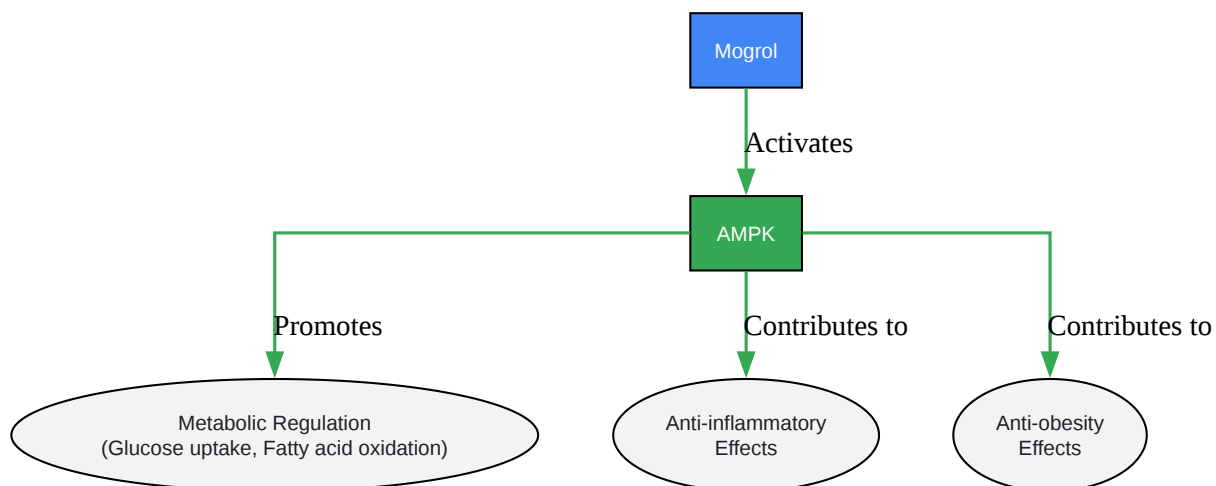 Mogrol
Activates
AMPK
Promotes
Contributes to
Contributes to
Metabolic Regulation
(Glucose uptake, Fatty acid oxidation)
Anti-inflammatory
Effects
Anti-obesity
Effects